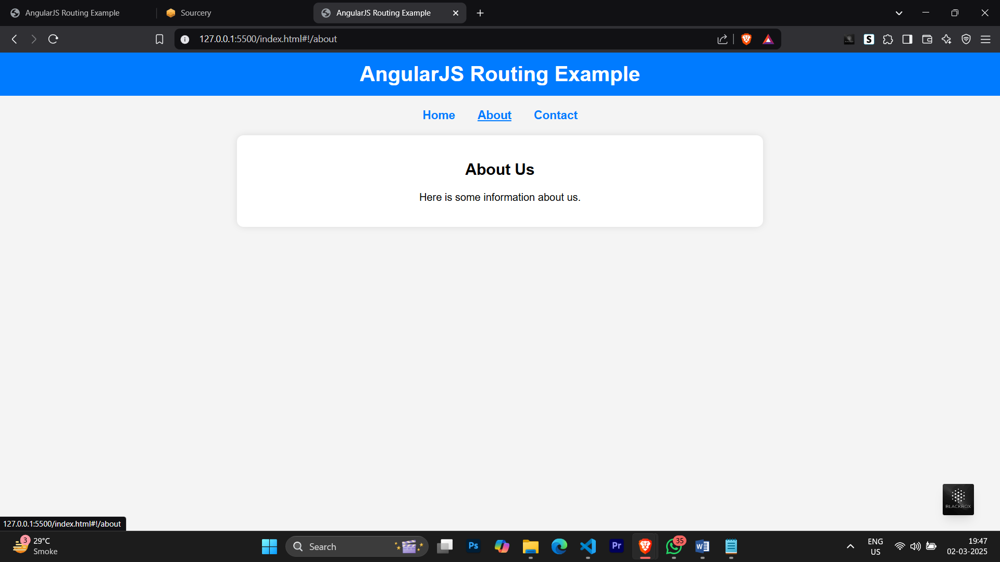 AngularJS Routing Example
Sourcery
AngularJS Routing Example
127.0.0.1:5500/index.html#!/about
S
AngularJS Routing Example
Home About Contact
About Us
Here is some information about us.
BLACKBOX
127.0.0.1:5500/index.html#!/about
3
29°C
Smoke
Search
Ps
Pr
35
W
ENG
US
19:47
02-03-2025